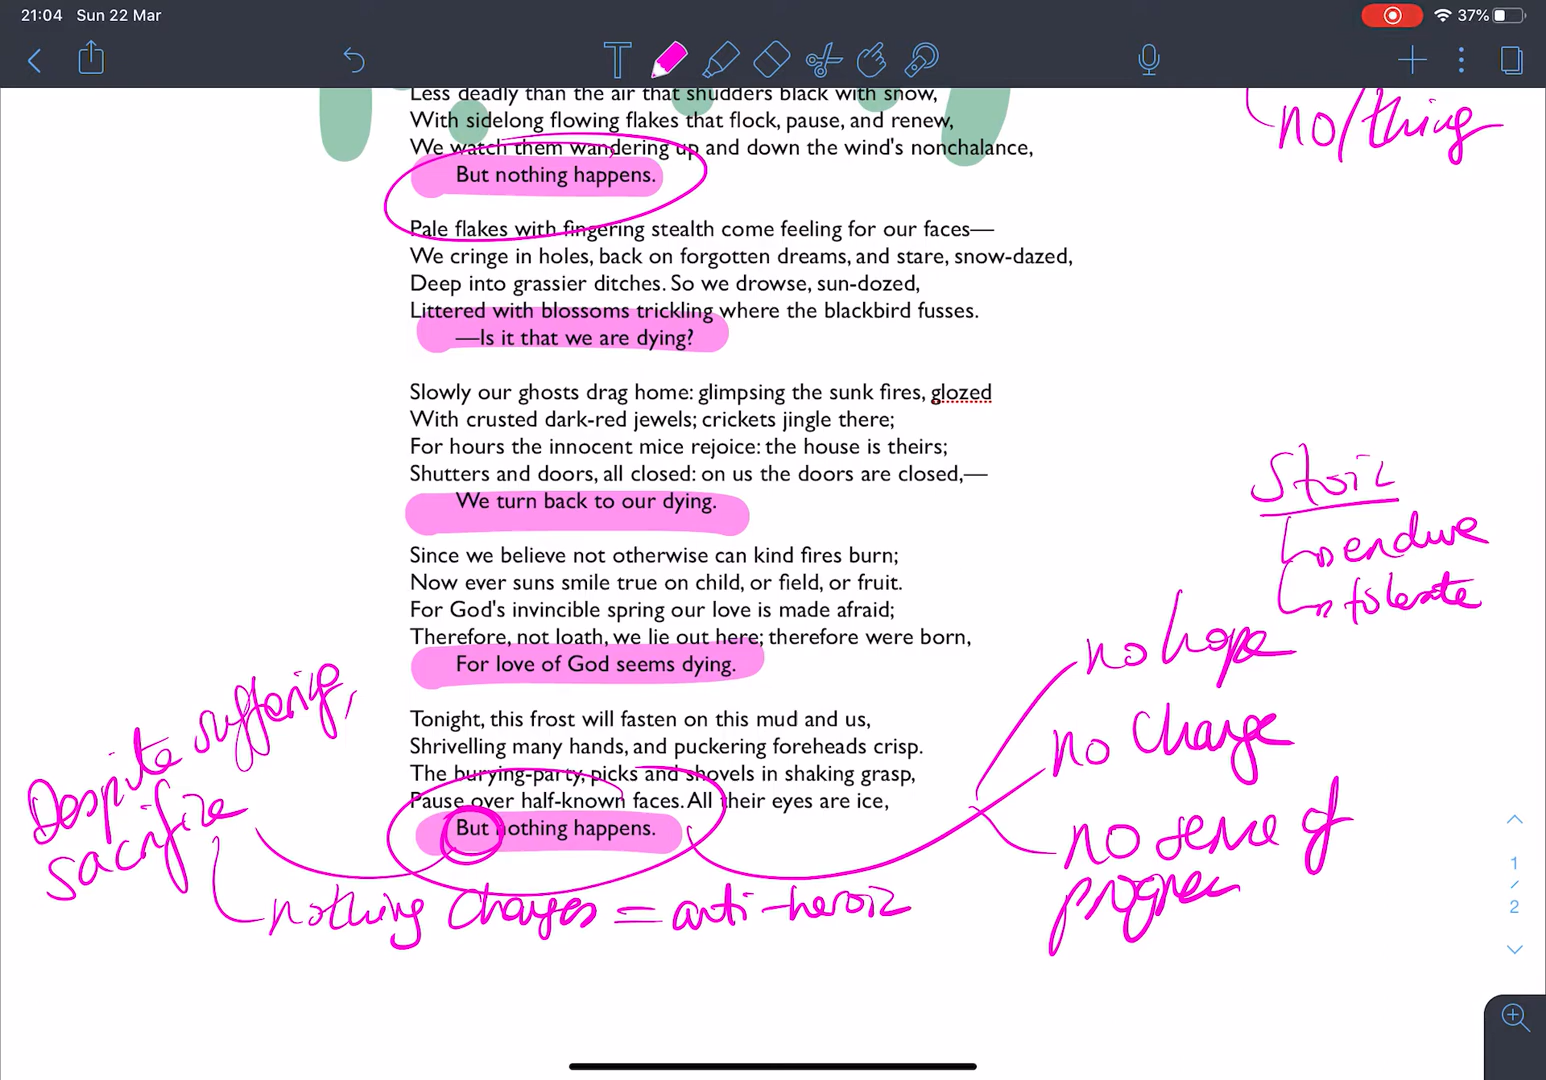 21:04 Sun 22 Mar
37%
T
Less deadly than the air that shudders black with snow,
With sidelong flowing flakes that flock, pause, and renew,
We watch them wandering up and down the wind's nonchalance,
But nothing happens.
no/thing
Pale flakes with fingering stealth come feeling for our faces—
We cringe in holes, back on forgotten dreams, and stare, snow-dazed,
Deep into grassier ditches. So we drowse, sun-dozed,
Littered with blossoms trickling where the blackbird fusses.
—Is it that we are dying?
Slowly our ghosts drag home: glimpsing the sunk fires, glozed
With crusted dark-red jewels; crickets jingle there;
For hours the innocent mice rejoice: the house is theirs;
Shutters and doors, all closed: on us the doors are closed,—
We turn back to our dying.
Stoic
endure
tolerate
Since we believe not otherwise can kind fires burn;
Now ever suns smile true on child, or field, or fruit.
For God's invincible spring our love is made afraid;
Therefore, not loath, we lie out here; therefore were born,
For love of God seems dying.
no hope
no change
no sense of
progress
Tonight, this frost will fasten on this mud and us,
Shrivelling many hands, and puckering foreheads crisp.
The burying-party, picks and shovels in shaking grasp,
Pause over half-known faces. All their eyes are ice,
But nothing happens.
Despite suffering,
sacrifice
nothing changes = anti-heroic
1
/
2